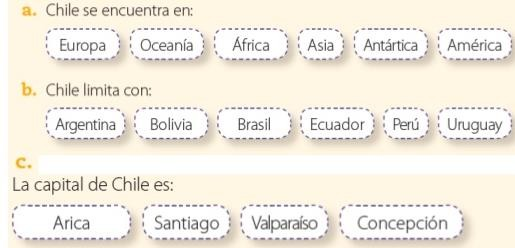 a. Chile se encuentra en:
Europa Oceanía África Asia Antártica América
b. Chile limita con:
Argentina Bolivia Brasil Ecuador Perú Uruguay
c.
La capital de Chile es:
Arica Santiago Valparaíso Concepción